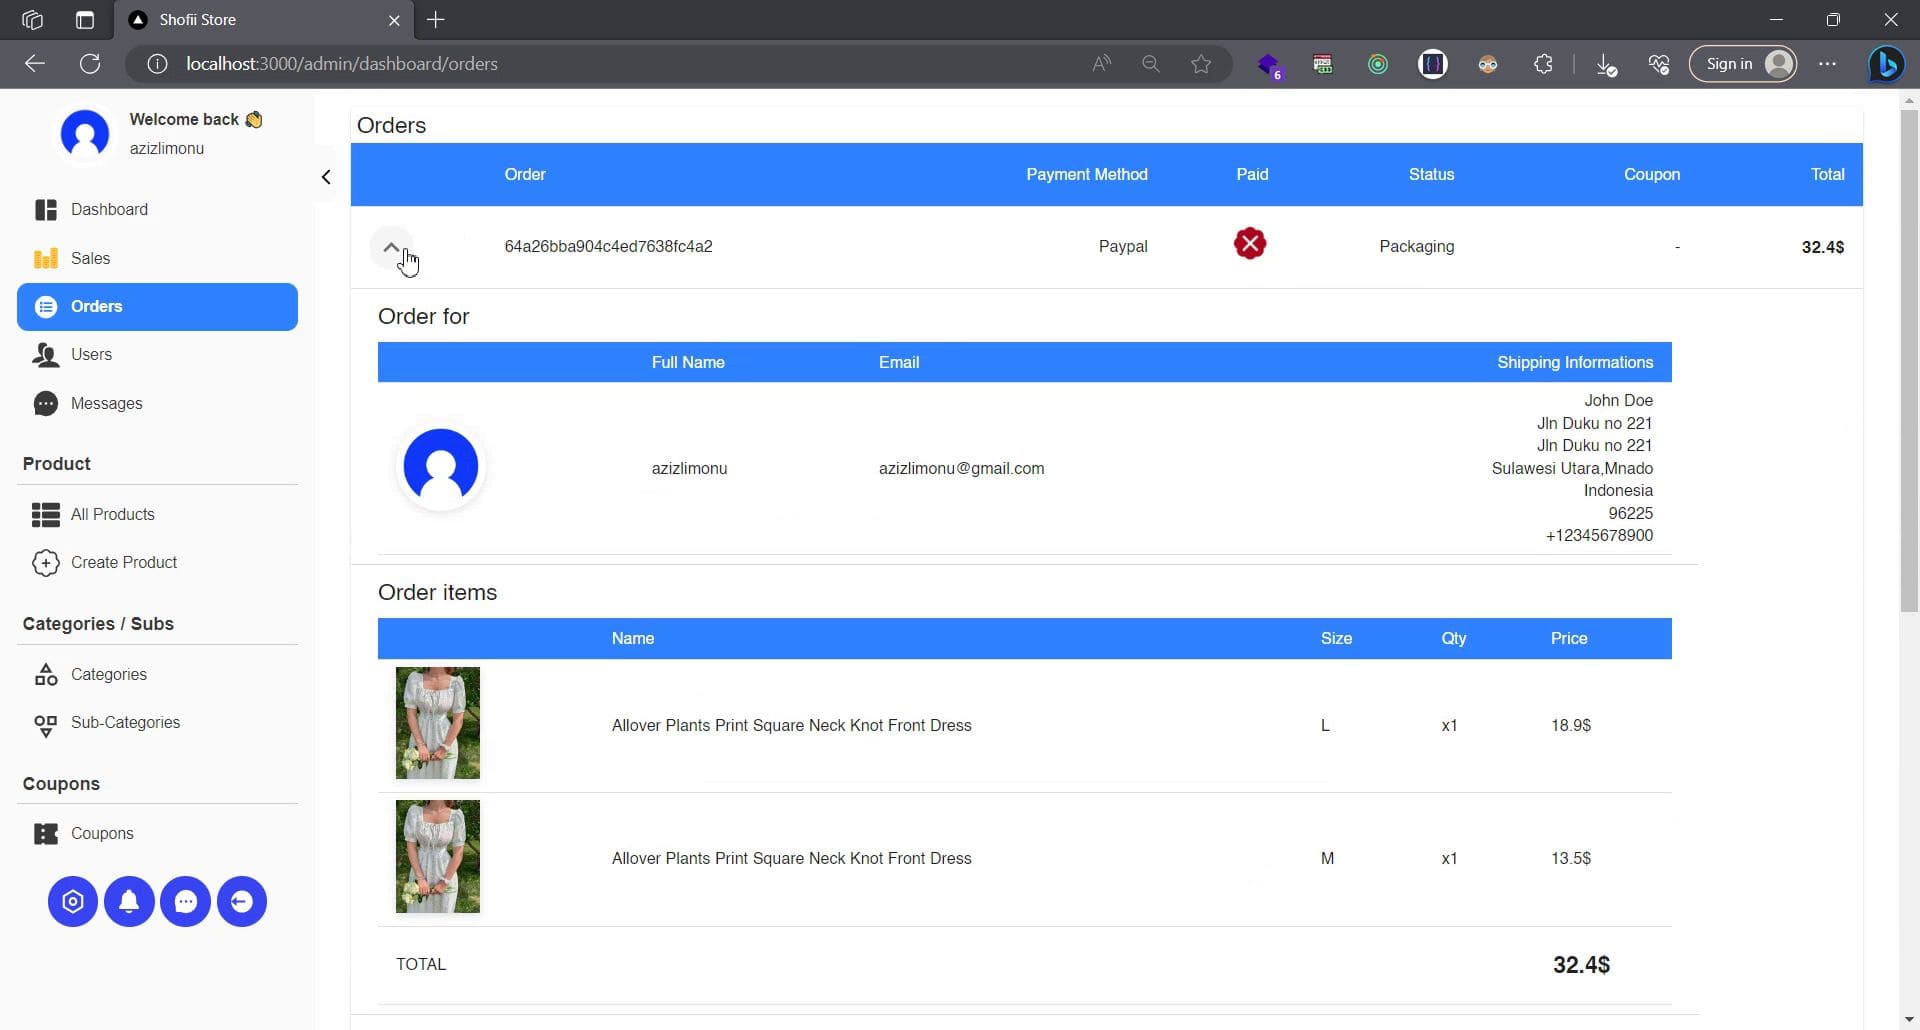 Shofii Store
localhost:3000/admin/dashboard/orders
6
Sign in
Welcome back 👋
azizlimonu
Dashboard
Sales
Orders
Users
Messages
Product
All Products
Create Product
Categories / Subs
Categories
Sub-Categories
Coupons
Coupons
Orders
Order Payment Method Paid Status Coupon Total
64a26bba904c4ed7638fc4a2 Paypal Packaging - 32.4$
Order for
Full Name Email Shipping Informations
azizlimonu azizlimonu@gmail.com
John Doe
Jln Duku no 221
Jln Duku no 221
Sulawesi Utara,Mnado
Indonesia
96225
+12345678900
Order items
Name Size Qty Price
Allover Plants Print Square Neck Knot Front Dress L x1 18.9$
Allover Plants Print Square Neck Knot Front Dress M x1 13.5$
TOTAL 32.4$